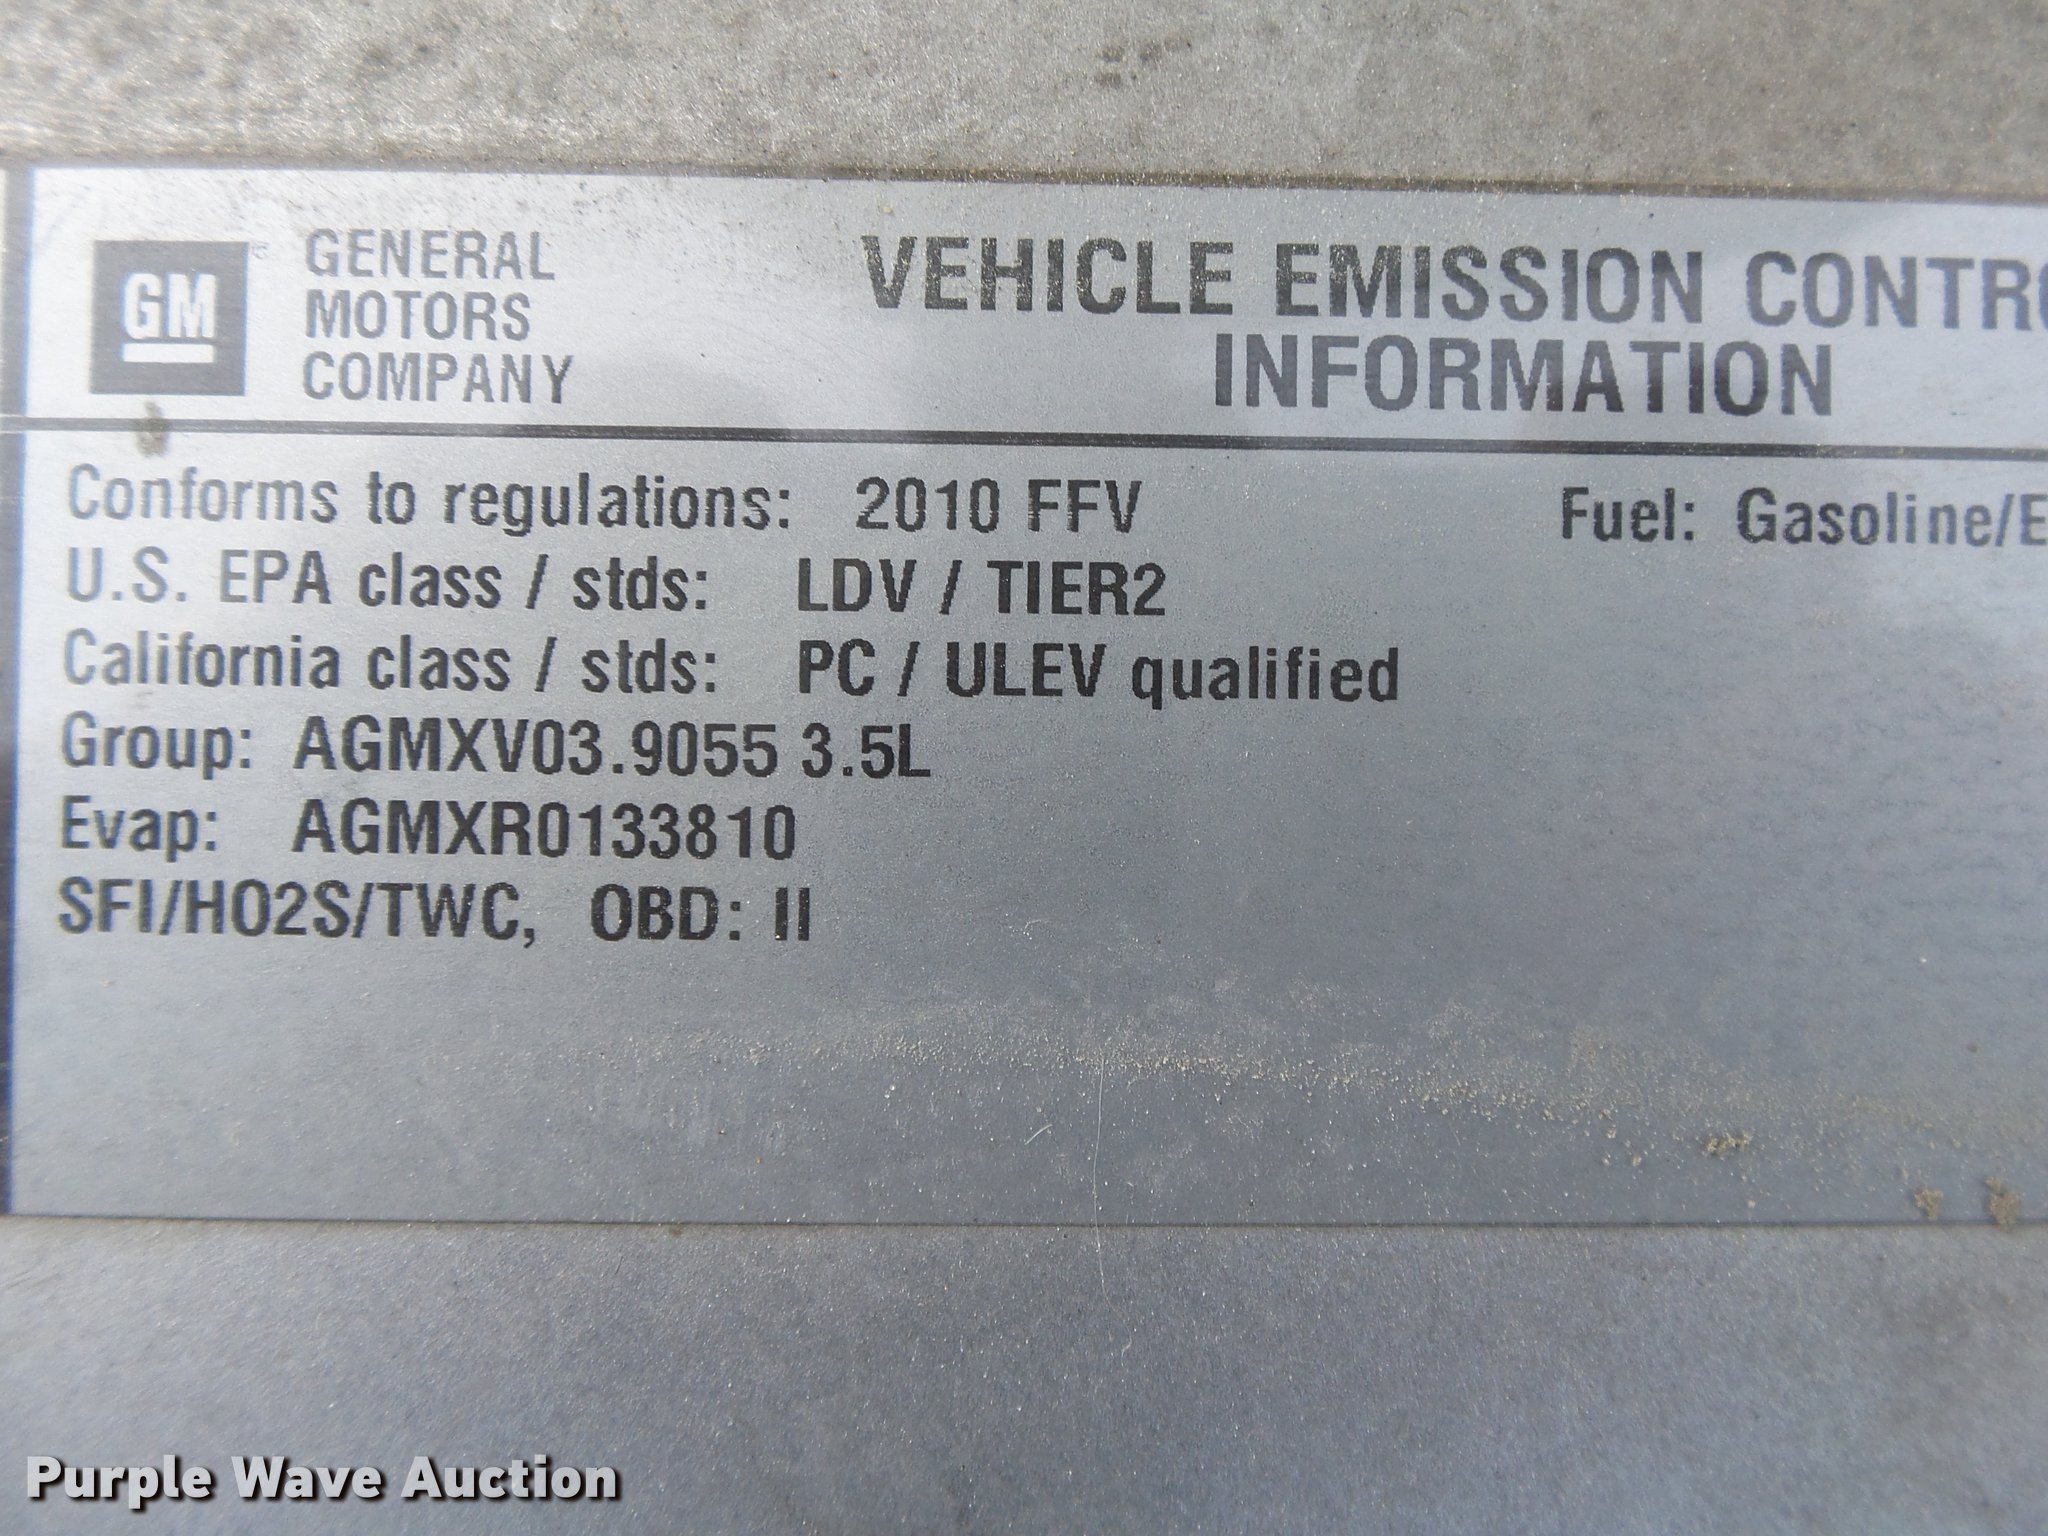 GM
GENERAL
MOTORS
COMPANY
VEHICLE EMISSION
INFORMATION
Conforms to regulations: 2010 FFV
Fuel: Gasoline/E
U.S. EPA class / stds: LDV / TIER2
California class / stds: PC / ULEV qualified
Group: AGMXV03.9055 3.5L
Evap: AGMXR0133810
SFI/HO2S/TWC, OBD: II
Purple Wave Auction